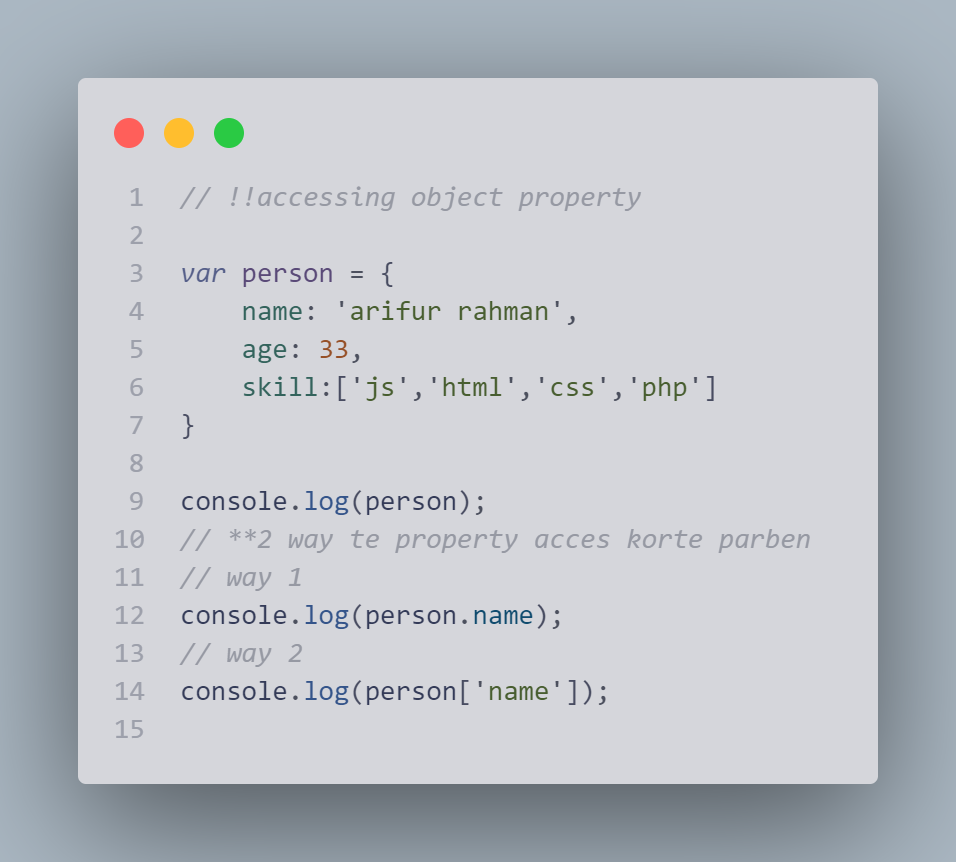 1 // !!accessing object property
2
3 var person = {
4     name: 'arifur rahman',
5     age: 33,
6     skill:['js','html','css','php']
7 }
8
9 console.log(person);
10 // **2 way te property acces korte parben
11 // way 1
12 console.log(person.name);
13 // way 2
14 console.log(person['name']);
15